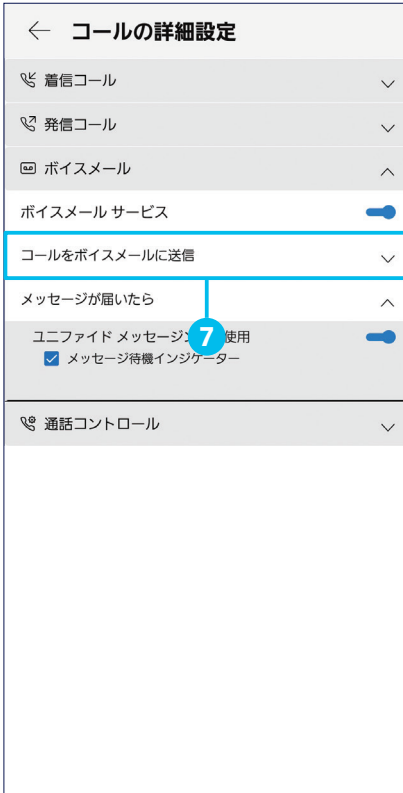 コールの詳細設定
着信コール
発信コール
ボイスメール
ボイスメール サービス
コールをボイスメールに送信
メッセージが届いたら
ユニファイド メッセージン 使用
7
メッセージ待機インジケーター
通話コントロール